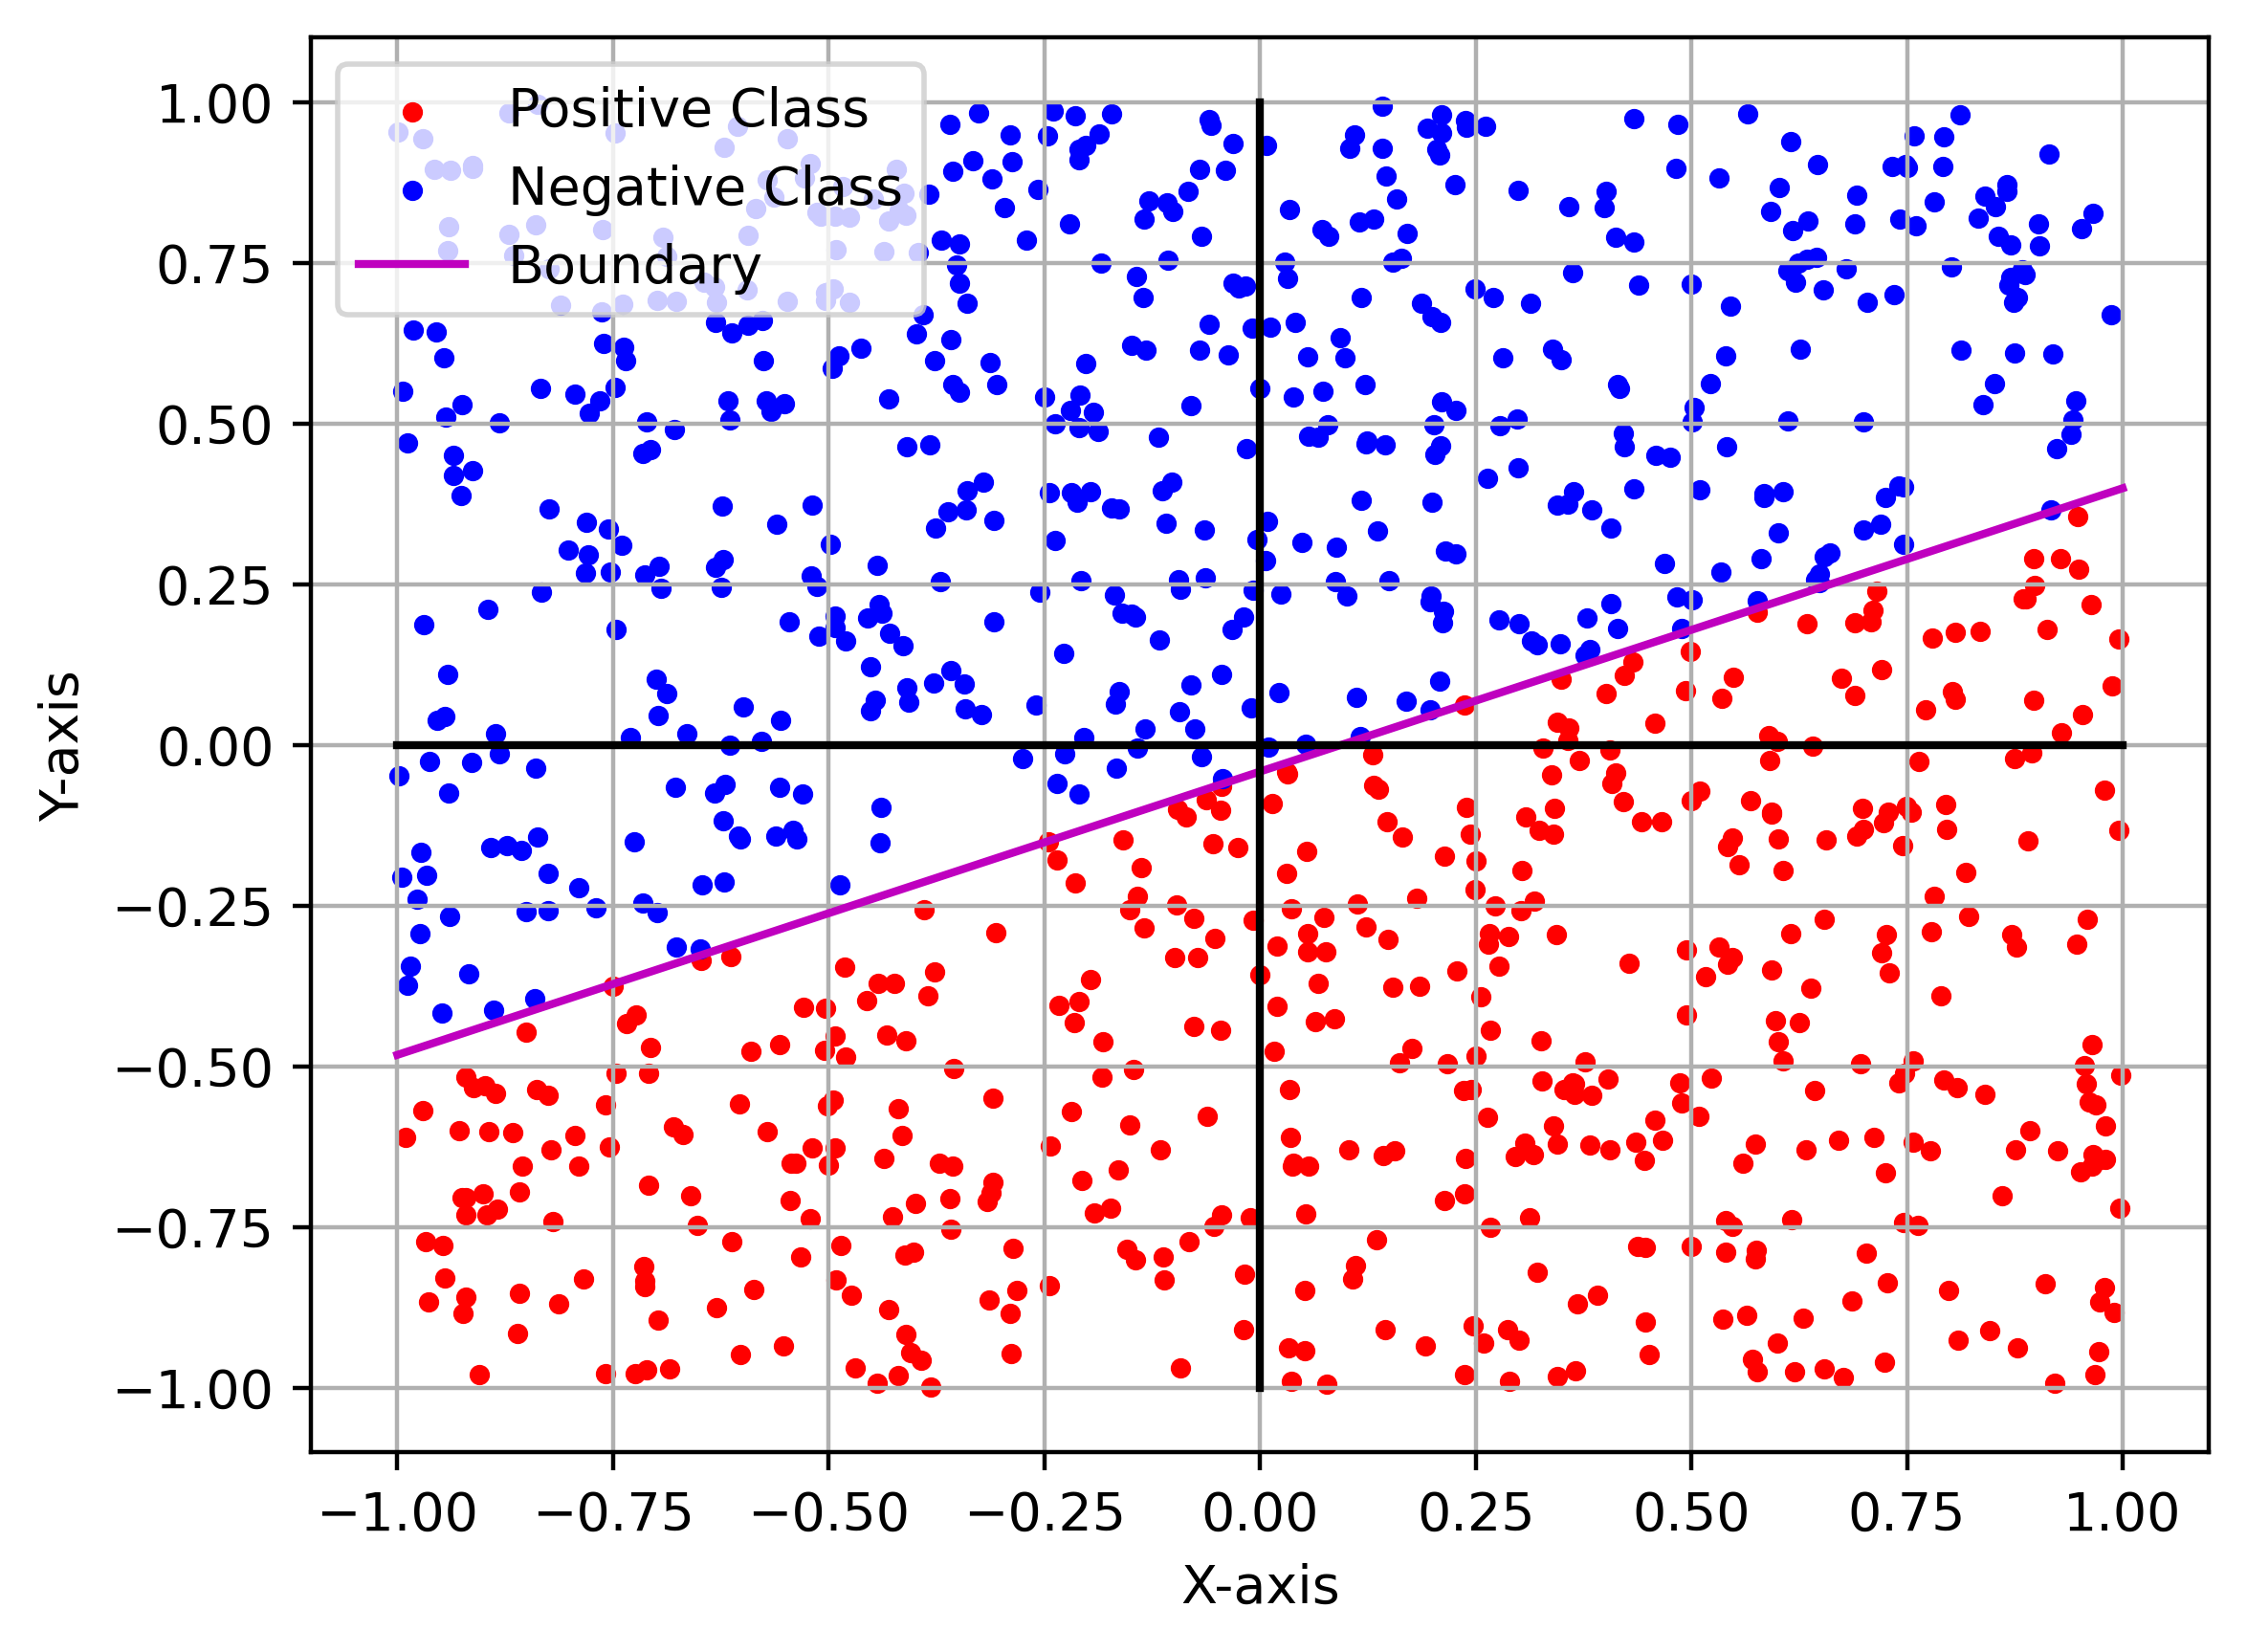 Positive Class
Negative Class
Boundary
1.00
0.75
0.50
0.25
0.00
−0.25
−0.50
−0.75
−1.00
Y-axis
−1.00 −0.75 −0.50 −0.25 0.00 0.25 0.50 0.75 1.00
X-axis